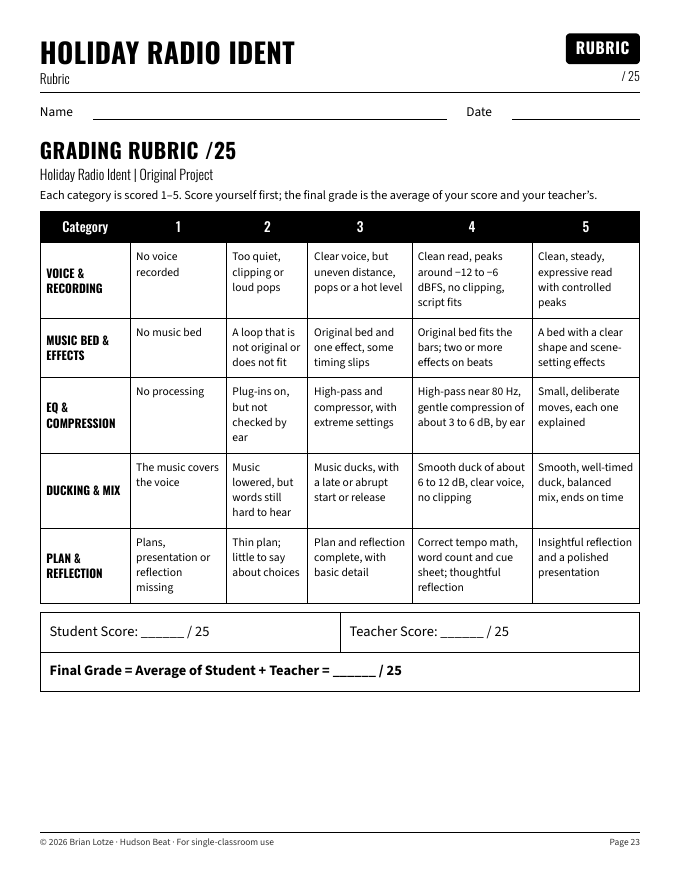 HOLIDAY RADIO IDENT
RUBRIC
Rubric
/ 25
Name
Date
GRADING RUBRIC /25
Holiday Radio Ident | Original Project
Each category is scored 1–5. Score yourself first; the final grade is the average of your score and your teacher’s.
Category 1 2 3 4 5
VOICE &
RECORDING
No voice
recorded
Too quiet,
clipping or
loud pops
Clear voice, but
uneven distance,
pops or a hot level
Clean read, peaks
around −12 to −6
dBFS, no clipping,
script fits
Clean, steady,
expressive read
with controlled
peaks
MUSIC BED &
EFFECTS
No music bed
A loop that is
not original or
does not fit
Original bed and
one effect, some
timing slips
Original bed fits the
bars; two or more
effects on beats
A bed with a clear
shape and scene-
setting effects
EQ &
COMPRESSION
No processing
Plug-ins on,
but not
checked by
ear
High-pass and
compressor, with
extreme settings
High-pass near 80 Hz,
gentle compression of
about 3 to 6 dB, by ear
Small, deliberate
moves, each one
explained
DUCKING & MIX
The music covers
the voice
Music
lowered, but
words still
hard to hear
Music ducks, with
a late or abrupt
start or release
Smooth duck of about
6 to 12 dB, clear voice,
no clipping
Smooth, well-timed
duck, balanced
mix, ends on time
PLAN &
REFLECTION
Plans,
presentation or
reflection
missing
Thin plan;
little to say
about choices
Plan and reflection
complete, with
basic detail
Correct tempo math,
word count and cue
sheet; thoughtful
reflection
Insightful reflection
and a polished
presentation
Student Score: ______ / 25
Teacher Score: ______ / 25
Final Grade = Average of Student + Teacher = ______ / 25
© 2026 Brian Lotze · Hudson Beat · For single-classroom use
Page 23